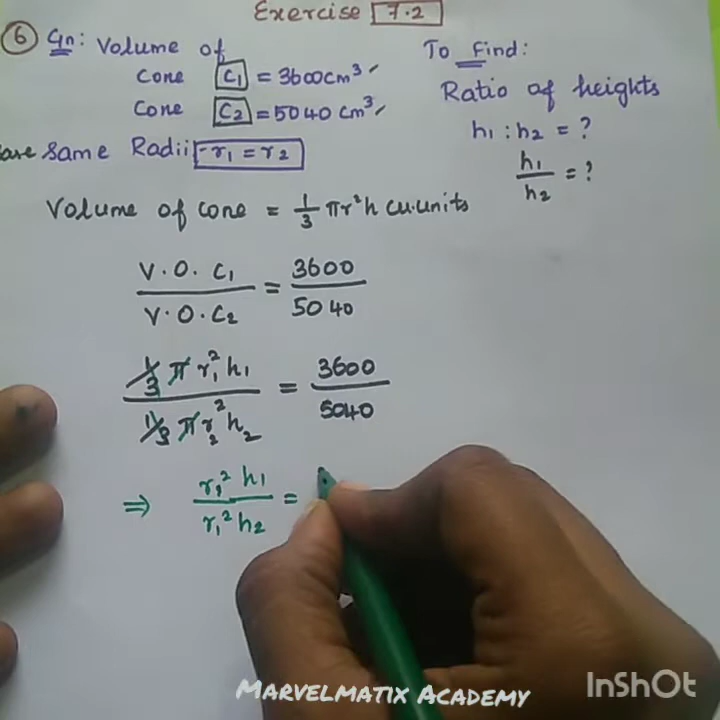 Exercise 7.2
6 Gn: Volume of
Cone C1 = 3600cm³
Cone C2 = 5040 cm³
Same Radii - r1 = r2
To Find:
Ratio of heights
h1 : h2 = ?
h1/h2 = ?
Volume of cone = 1/3 πr²h cu.units
V.O. C1 / V.O.C2 = 3600 / 5040
1/3 π r1² h1 / 1/3 π r2² h2 = 3600 / 5040
⇒ r1² h1 / r1² h2 =
MARVELMATIX ACADEMY
InShOt